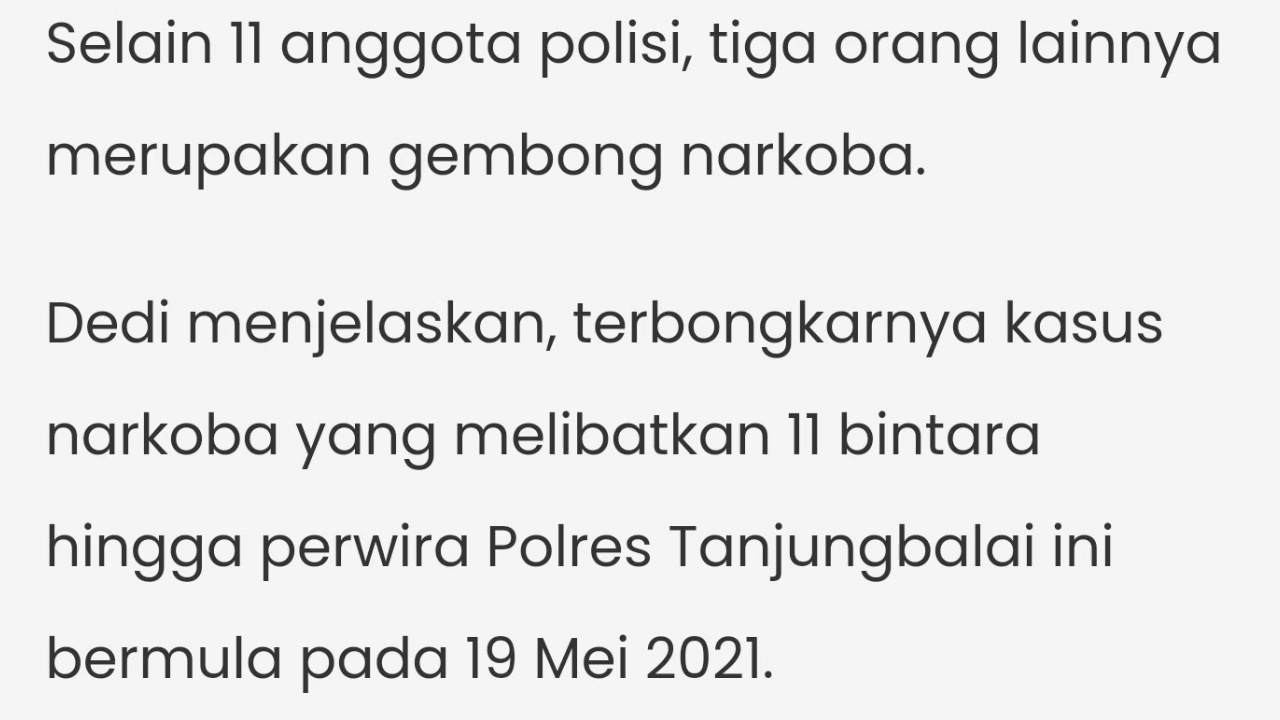 Selain 11 anggota polisi, tiga orang lainnya
merupakan gembong narkoba.
Dedi menjelaskan, terbongkarnya kasus
narkoba yang melibatkan 11 bintara
hingga perwira Polres Tanjungbalai ini
bermula pada 19 Mei 2021.